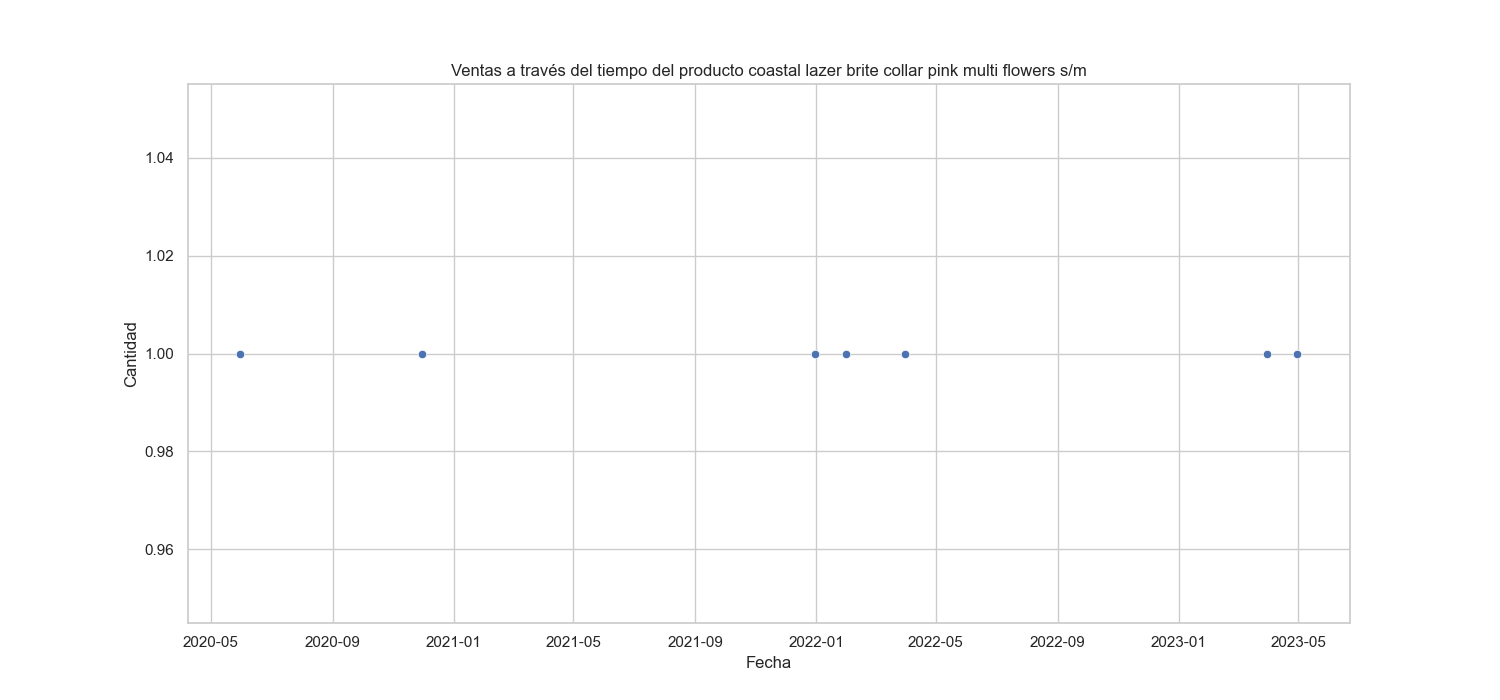 Ventas a través del tiempo del producto coastal lazer brite collar pink multi flowers s/m
Cantidad
1.04
1.02
1.00
0.98
0.96
2020-05 2020-09 2021-01 2021-05 2021-09 2022-01 2022-05 2022-09 2023-01 2023-05
Fecha